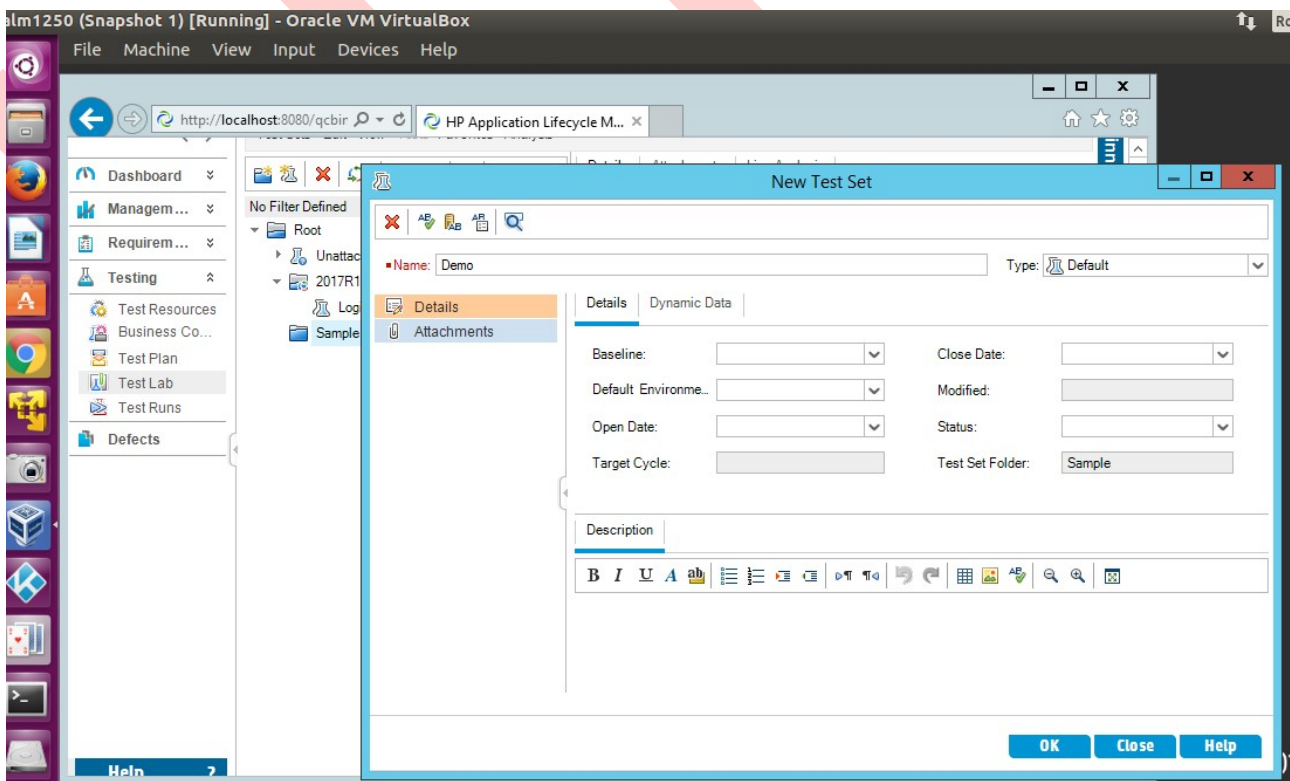 alm1250 (Snapshot 1) [Running] - Oracle VM VirtualBox
File Machine View Input Devices Help
http://localhost:8080/qcbir
HP Application Lifecycle M...
New Test Set
Dashboard
Managem...
Requirem...
Testing
Test Resources
Business Co...
Test Plan
Test Lab
Test Runs
Defects
Help ?
No Filter Defined
Root
Unattac
2017R1
Logi
Sample
Name: Demo
Type: Default
Details
Attachments
Details Dynamic Data
Baseline: Close Date:
Default Environme... Modified:
Open Date: Status:
Target Cycle: Test Set Folder: Sample
Description
B I U A ab
OK Close Help